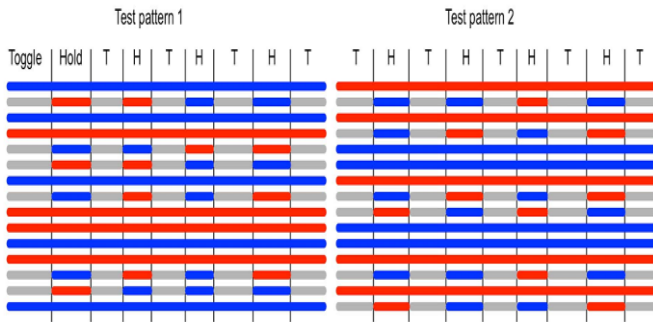 Test pattern 1
Test pattern 2
Toggle Hold T H T H T H T
T H T H T H T H T